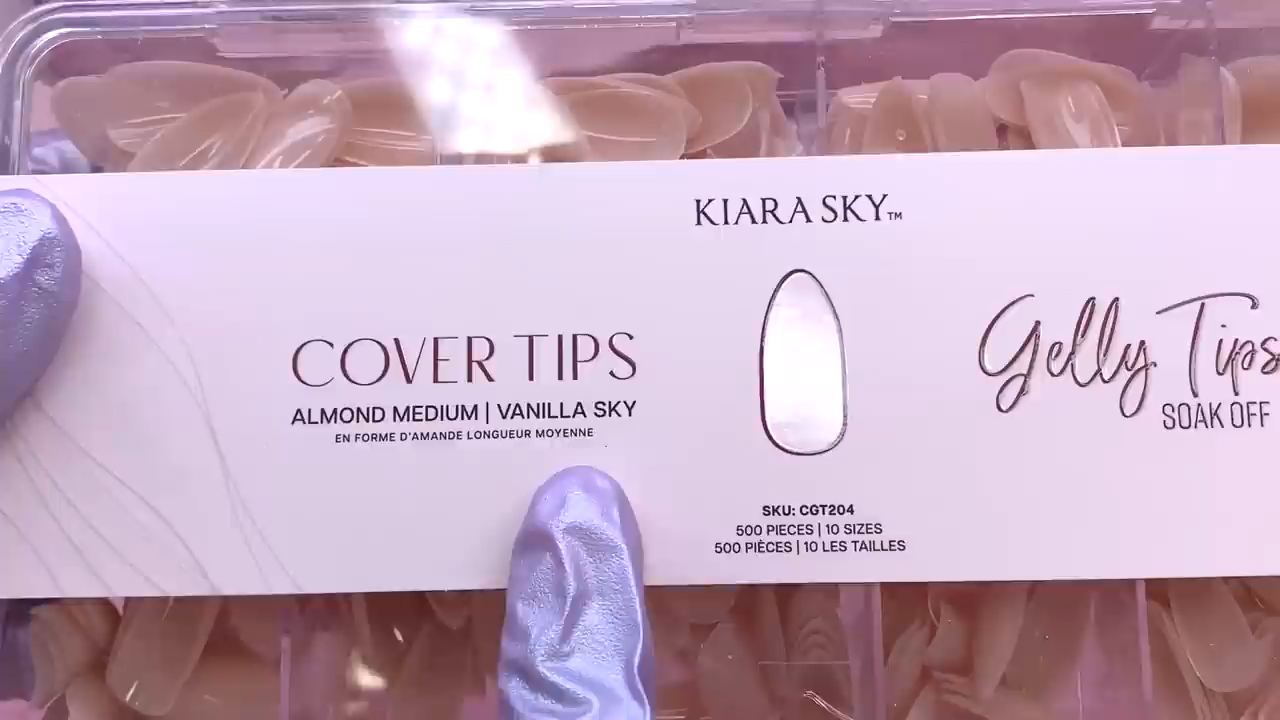 KIARA SKY™
COVER TIPS
ALMOND MEDIUM | VANILLA SKY
EN FORME D'AMANDE LONGUEUR MOYENNE
Gelly Tips
SOAK OFF
SKU: CGT204
500 PIECES | 10 SIZES
500 PIÈCES | 10 LES TAILLES